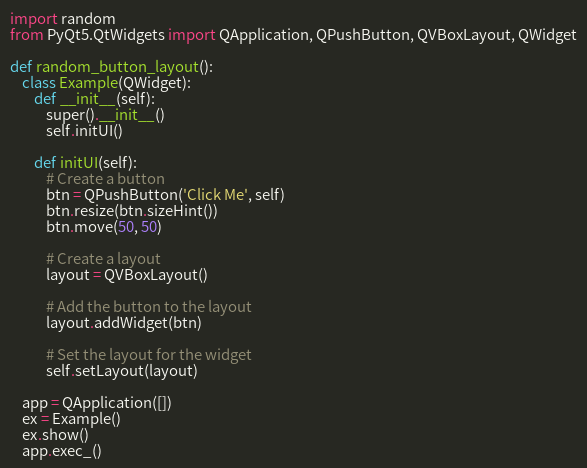 import random
from PyQt5.QtWidgets import QApplication, QPushButton, QVBoxLayout, QWidget

def random_button_layout():
    class Example(QWidget):
        def __init__(self):
            super().__init__()
            self.initUI()

        def initUI(self):
            # Create a button
            btn = QPushButton('Click Me', self)
            btn.resize(btn.sizeHint())
            btn.move(50, 50)

            # Create a layout
            layout = QVBoxLayout()

            # Add the button to the layout
            layout.addWidget(btn)

            # Set the layout for the widget
            self.setLayout(layout)

    app = QApplication([])
    ex = Example()
    ex.show()
    app.exec_()